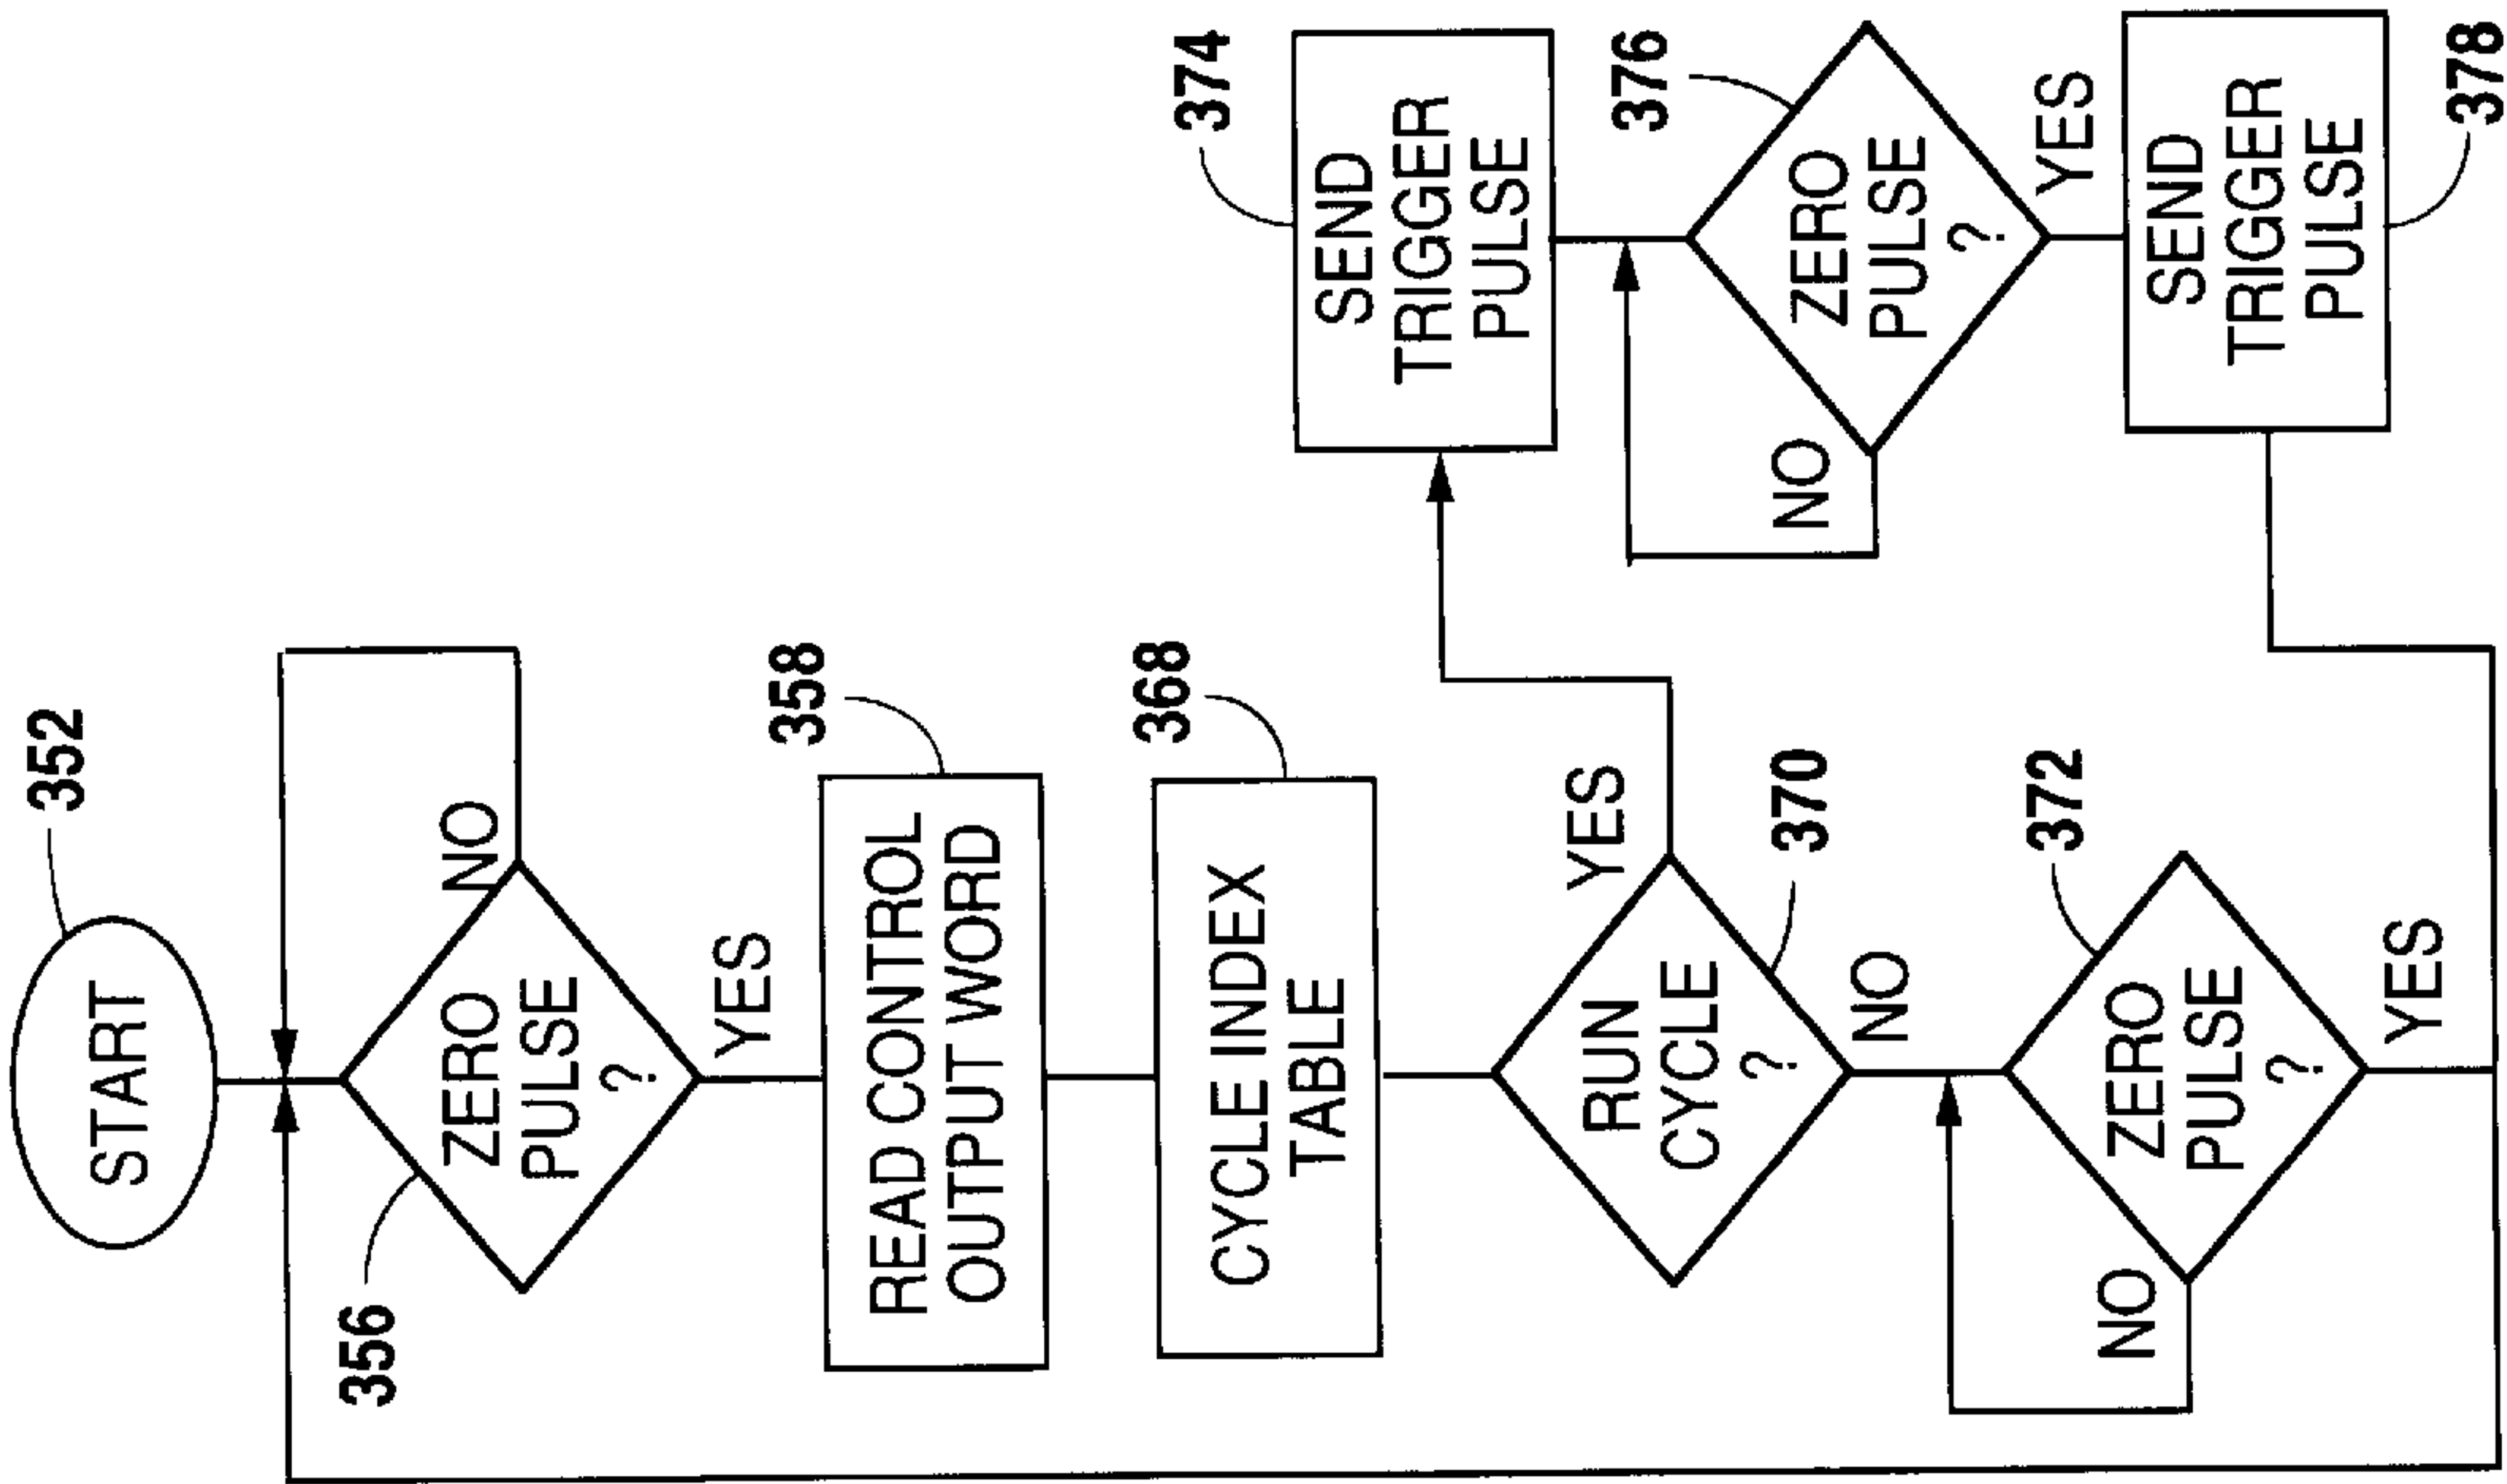 START
352
356
ZERO
PULSE
?
NO
YES
READ CONTROL
OUTPUT WORD
358
CYCLE INDEX
TABLE
368
RUN
CYCLE
?
YES
370
NO
372
ZERO
PULSE
?
NO
YES
374
SEND
TRIGGER
PULSE
376
ZERO
PULSE
?
NO
YES
SEND
TRIGGER
PULSE
378